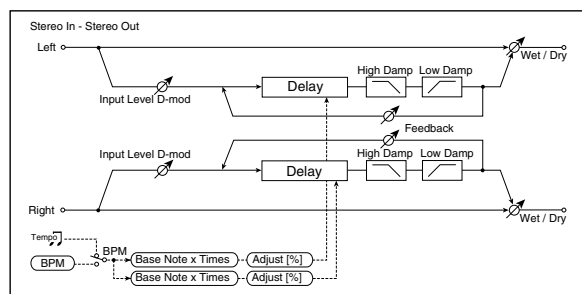 Stereo In - Stereo Out
Left
Wet / Dry
High Damp
Low Damp
Delay
Input Level D-mod
Feedback
Input Level D-mod
High Damp
Low Damp
Delay
Right
Wet / Dry
Tempo
BPM
BPM
Base Note x Times
Adjust [%]
Base Note x Times
Adjust [%]